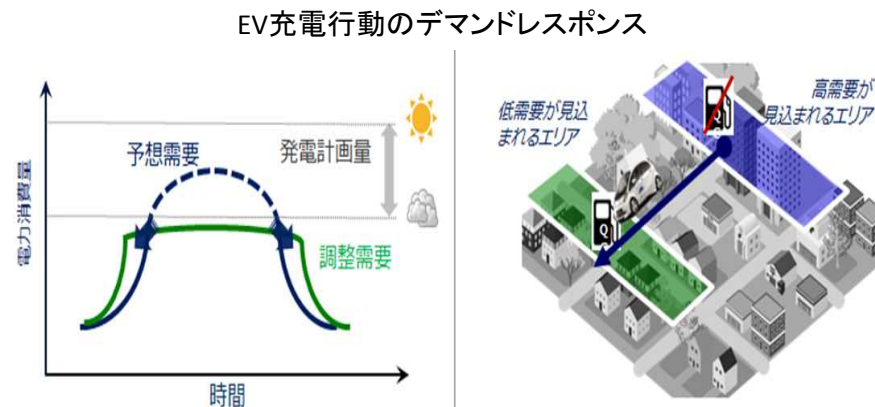 EV充電行動のデマンドレスポンス
電力消費量
予想需要
発電計画量
調整需要
時間
低需要が見込
まれるエリア
高需要が
見込まれるエリア
Q
Q